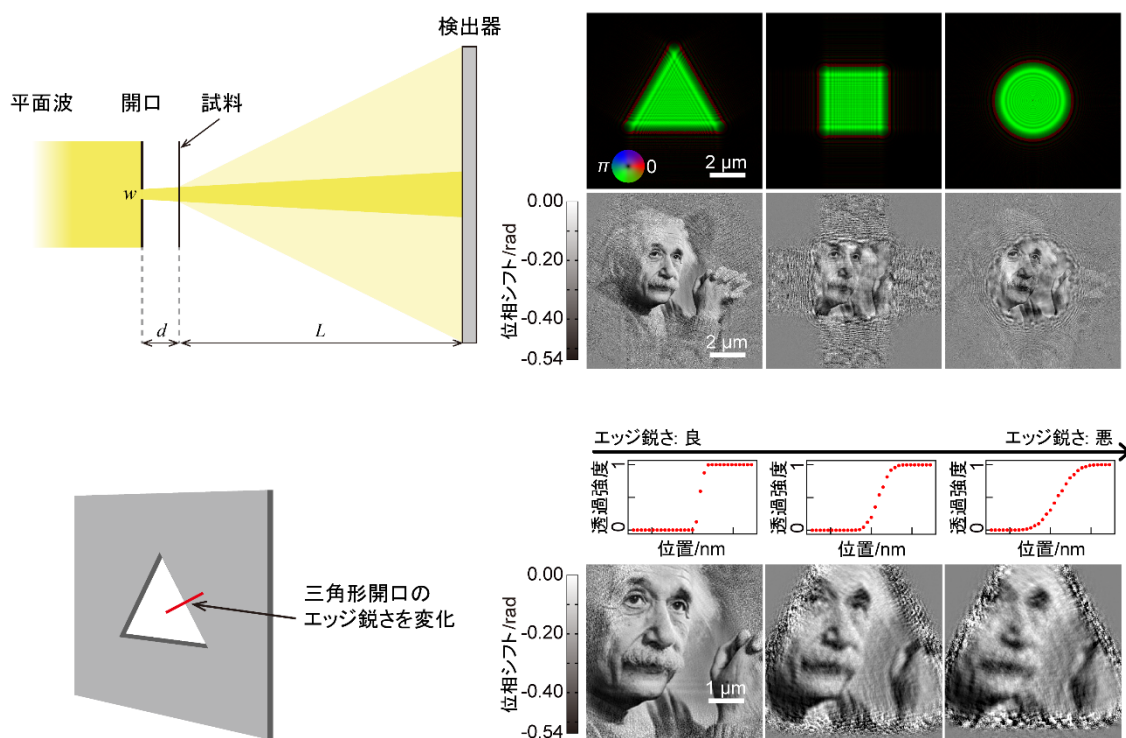 検出器
平面波
開口
試料
w
d
L
π
0
2 μm
位相シフト/rad
0.00
-0.20
-0.40
-0.54
2 μm
エッジ鋭さ: 良
エッジ鋭さ: 悪
透過強度
1
0
位置/nm
透過強度
1
0
位置/nm
透過強度
1
0
位置/nm
三角形開口の
エッジ鋭さを変化
位相シフト/rad
0.00
-0.20
-0.40
-0.54
1 μm